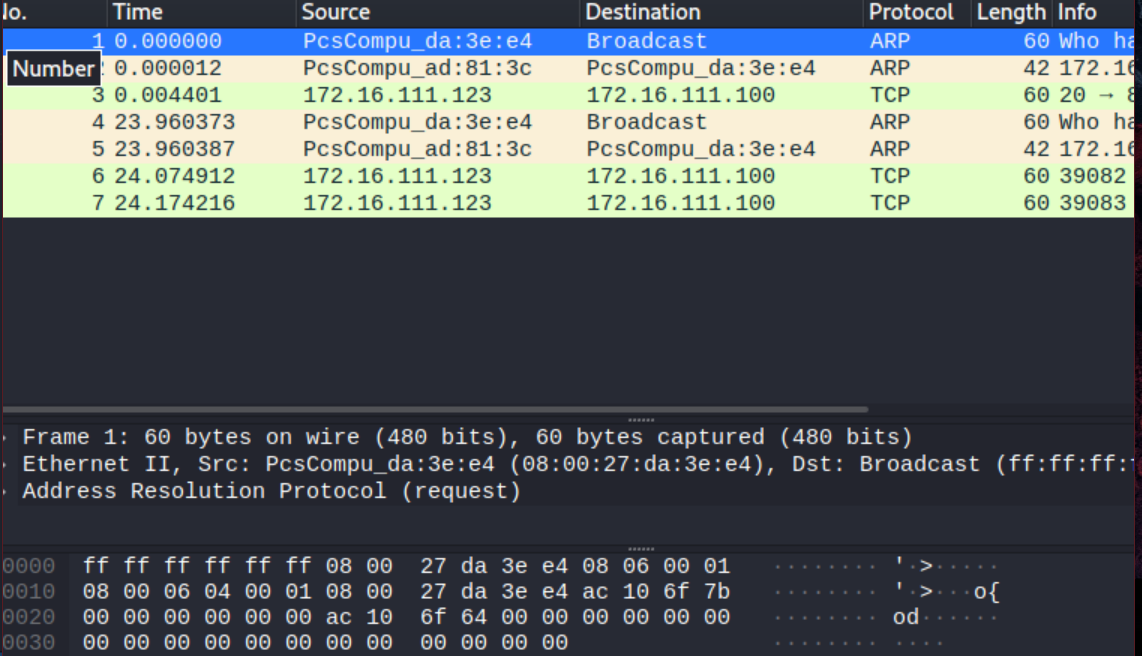 No. Time Source Destination Protocol Length Info
1 0.000000 PcsCompu_da:3e:e4 Broadcast ARP 60 Who ha
Number 0.000012 PcsCompu_ad:81:3c PcsCompu_da:3e:e4 ARP 42 172.16
3 0.004401 172.16.111.123 172.16.111.100 TCP 60 20 → 8
4 23.960373 PcsCompu_da:3e:e4 Broadcast ARP 60 Who ha
5 23.960387 PcsCompu_ad:81:3c PcsCompu_da:3e:e4 ARP 42 172.16
6 24.074912 172.16.111.123 172.16.111.100 TCP 60 39082
7 24.174216 172.16.111.123 172.16.111.100 TCP 60 39083
Frame 1: 60 bytes on wire (480 bits), 60 bytes captured (480 bits)
Ethernet II, Src: PcsCompu_da:3e:e4 (08:00:27:da:3e:e4), Dst: Broadcast (ff:ff:ff:
Address Resolution Protocol (request)
0000 ff ff ff ff ff ff 08 00 27 da 3e e4 08 06 00 01 ········ '·>·····
0010 08 00 06 04 00 01 08 00 27 da 3e e4 ac 10 6f 7b ········ '·>···o{
0020 00 00 00 00 00 00 ac 10 6f 64 00 00 00 00 00 00 ········ od······
0030 00 00 00 00 00 00 00 00 00 00 00 00 ········ ····